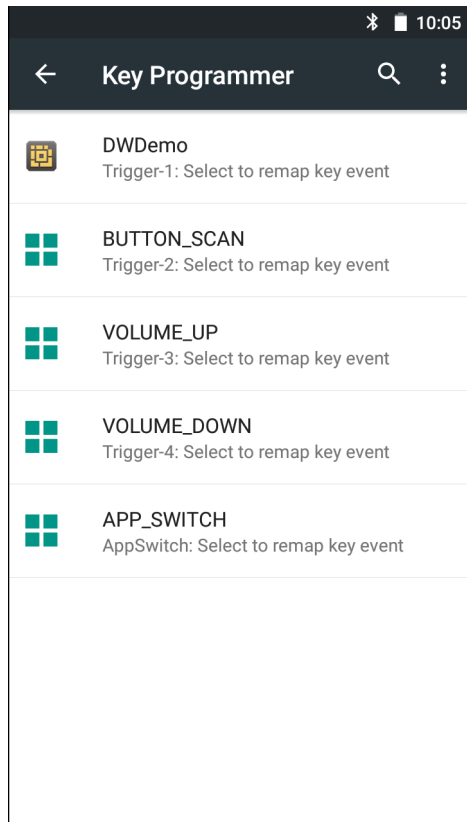 10:05
Key Programmer
DWDemo
Trigger-1: Select to remap key event
BUTTON_SCAN
Trigger-2: Select to remap key event
VOLUME_UP
Trigger-3: Select to remap key event
VOLUME_DOWN
Trigger-4: Select to remap key event
APP_SWITCH
AppSwitch: Select to remap key event